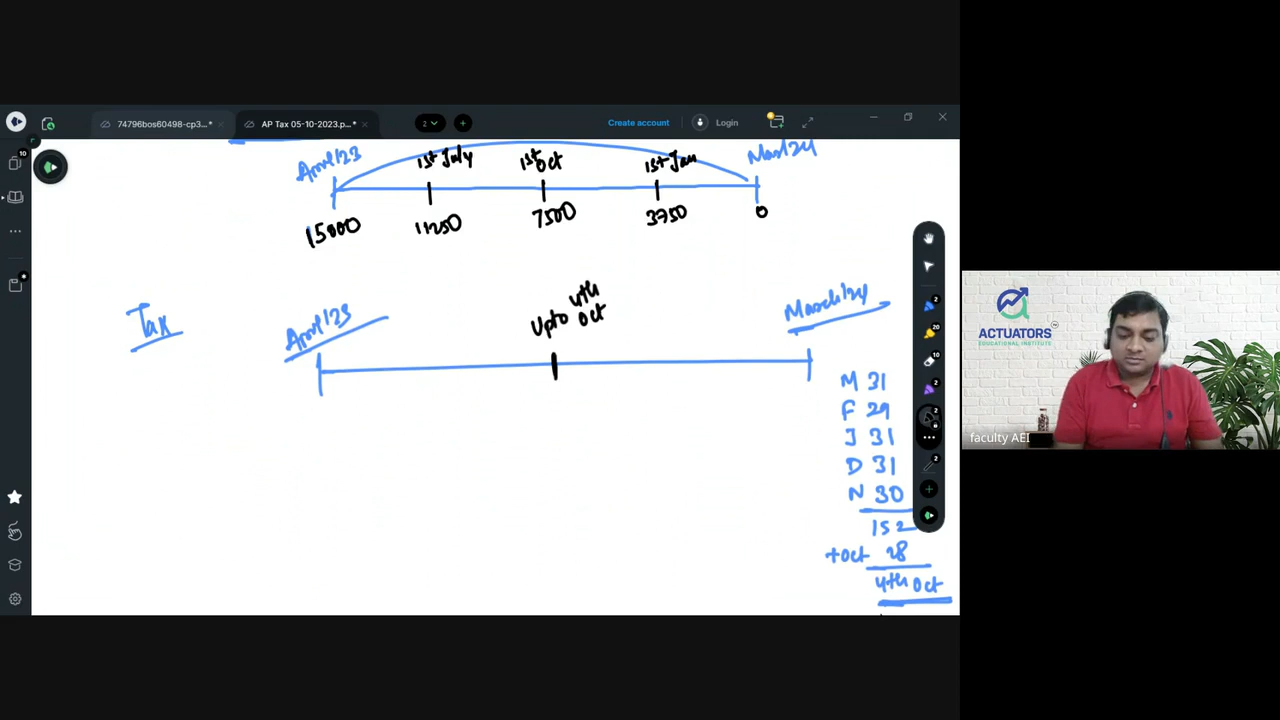 74796bos60498-cp3...*
AP Tax 05-10-2023.p...*
2
Create account
Login
April'23
1st July
1st Oct
1st Jan
Mar'24
15000
11250
7500
3750
0
Tax
April'23
Upto 4th Oct
March'24
M 31
F 29
J 31
D 31
N 30
152
+Oct 28
4th Oct
ACTUATORS
EDUCATIONAL INSTITUTE
faculty AEI